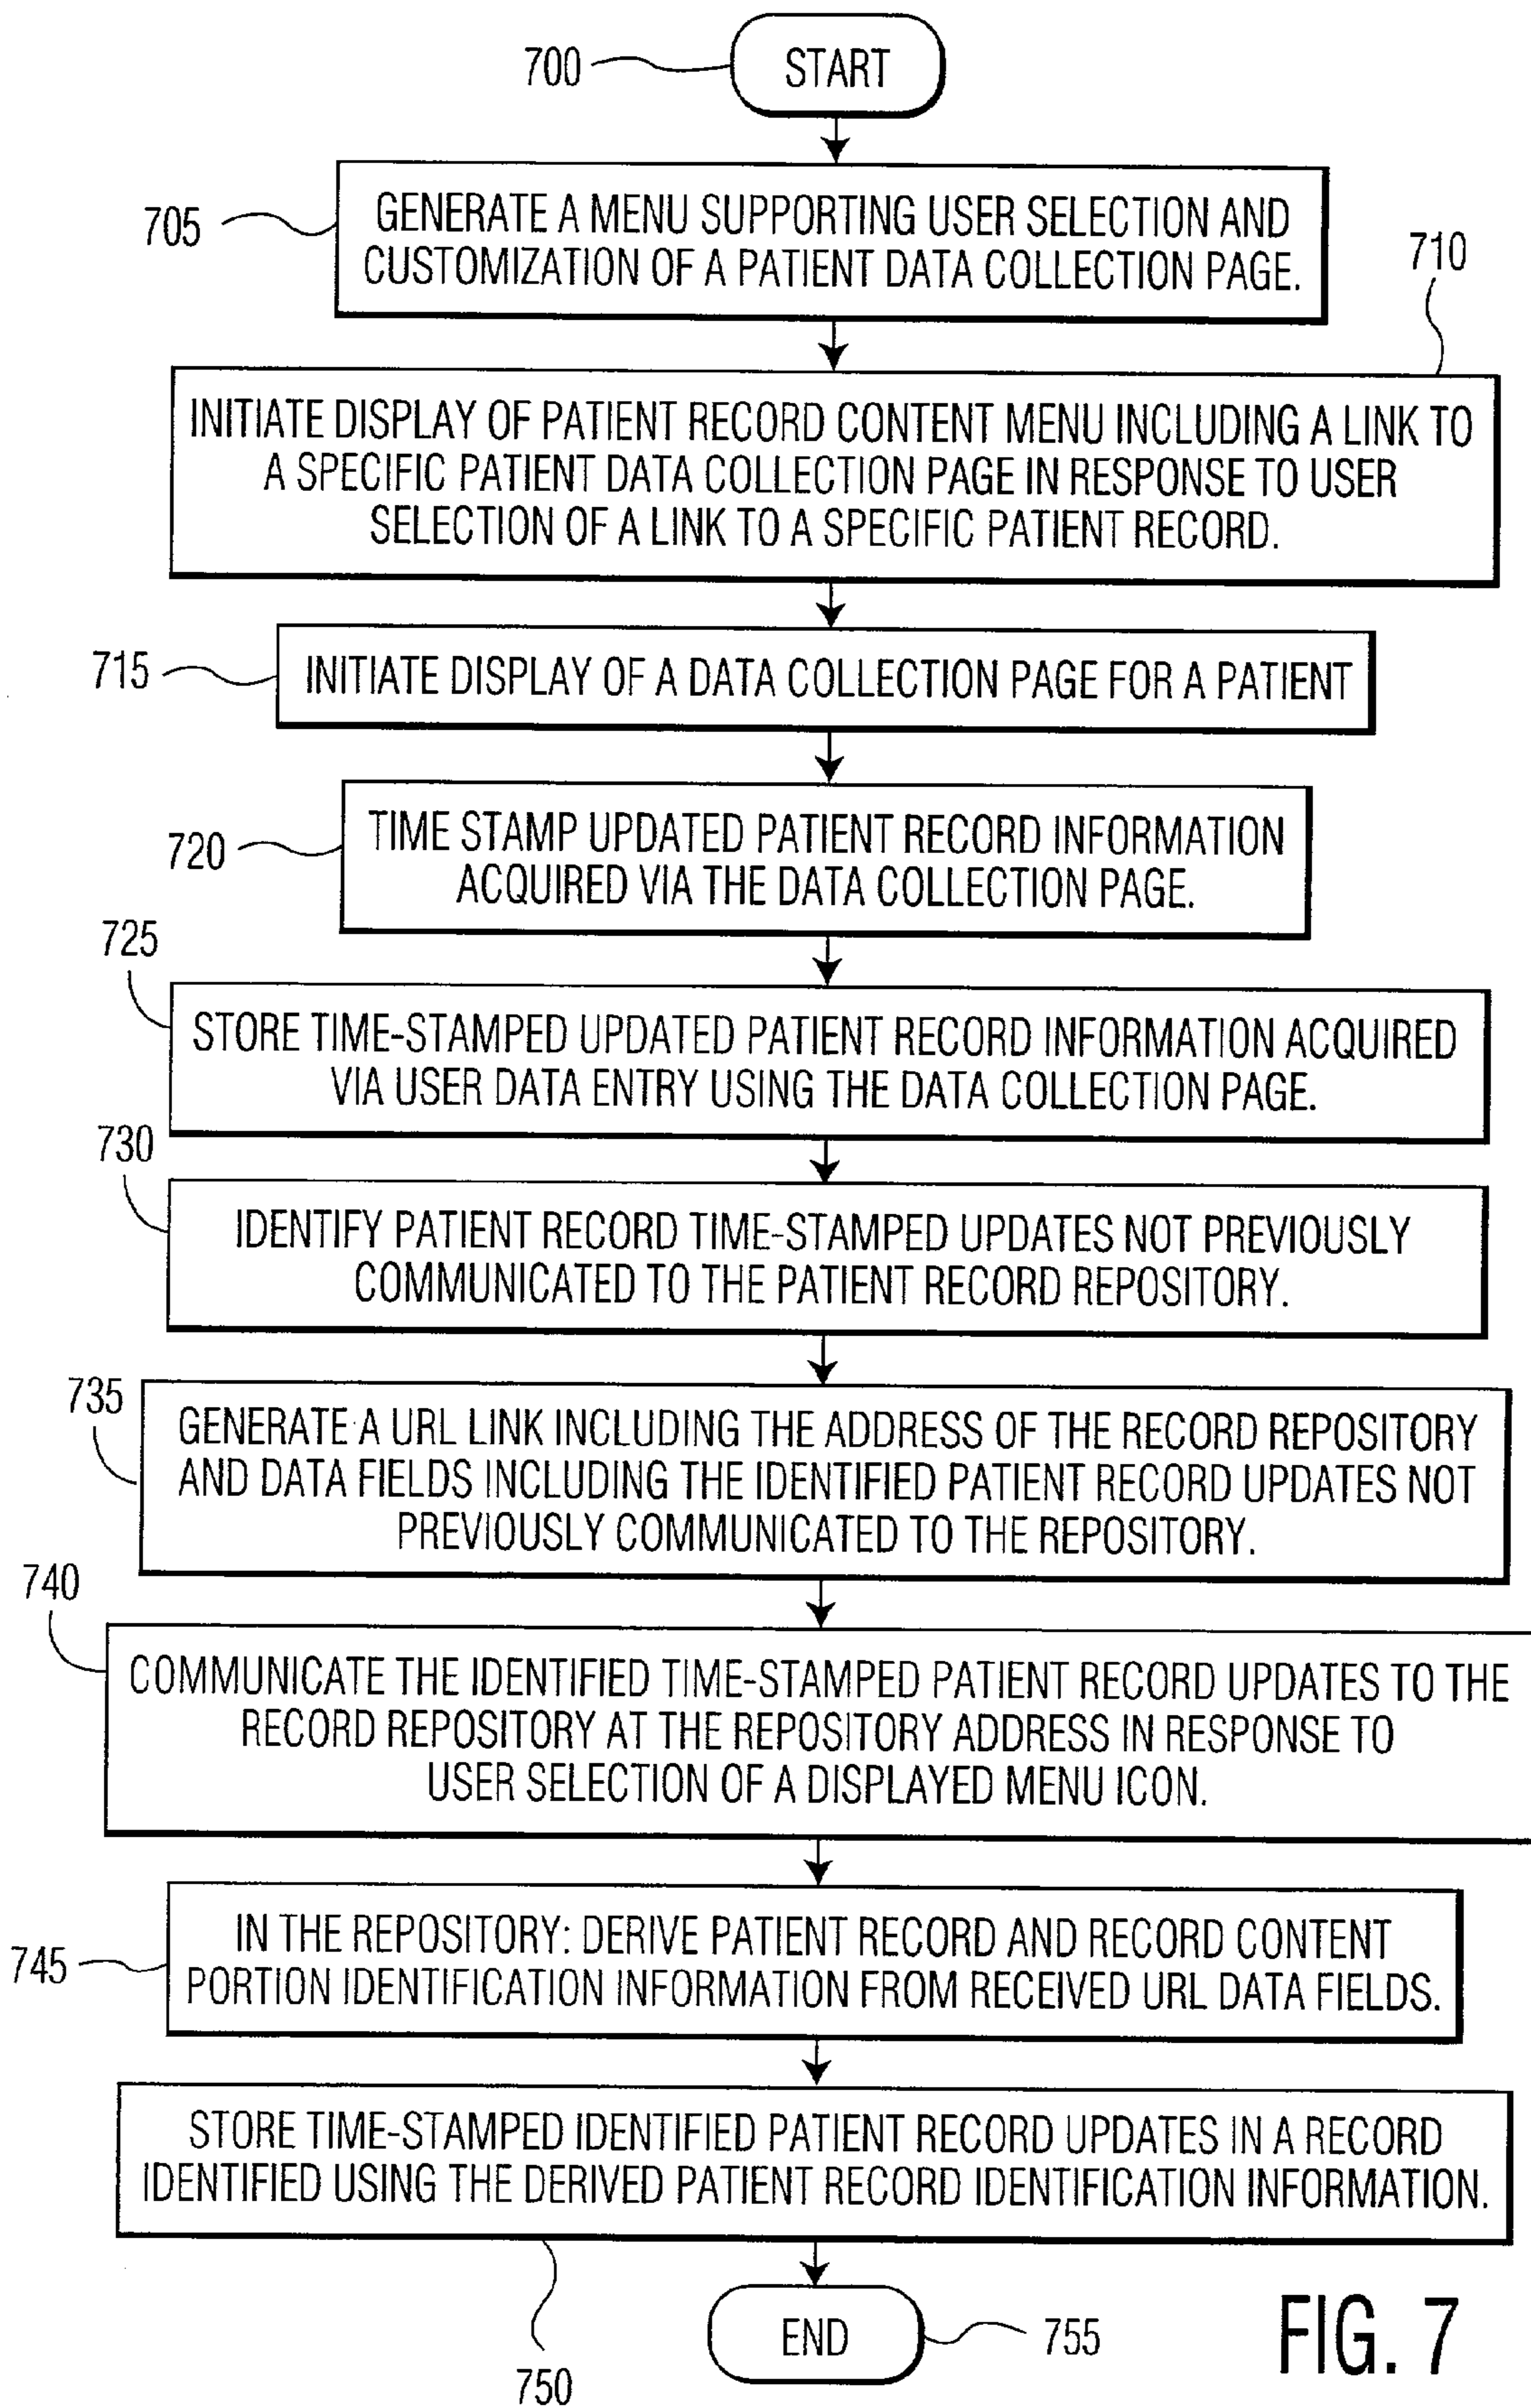 700
START
705
GENERATE A MENU SUPPORTING USER SELECTION AND
CUSTOMIZATION OF A PATIENT DATA COLLECTION PAGE.
710
INITIATE DISPLAY OF PATIENT RECORD CONTENT MENU INCLUDING A LINK TO
A SPECIFIC PATIENT DATA COLLECTION PAGE IN RESPONSE TO USER
SELECTION OF A LINK TO A SPECIFIC PATIENT RECORD.
715
INITIATE DISPLAY OF A DATA COLLECTION PAGE FOR A PATIENT
720
TIME STAMP UPDATED PATIENT RECORD INFORMATION
ACQUIRED VIA THE DATA COLLECTION PAGE.
725
STORE TIME-STAMPED UPDATED PATIENT RECORD INFORMATION ACQUIRED
VIA USER DATA ENTRY USING THE DATA COLLECTION PAGE.
730
IDENTIFY PATIENT RECORD TIME-STAMPED UPDATES NOT PREVIOUSLY
COMMUNICATED TO THE PATIENT RECORD REPOSITORY.
735
GENERATE A URL LINK INCLUDING THE ADDRESS OF THE RECORD REPOSITORY
AND DATA FIELDS INCLUDING THE IDENTIFIED PATIENT RECORD UPDATES NOT
PREVIOUSLY COMMUNICATED TO THE REPOSITORY.
740
COMMUNICATE THE IDENTIFIED TIME-STAMPED PATIENT RECORD UPDATES TO THE
RECORD REPOSITORY AT THE REPOSITORY ADDRESS IN RESPONSE TO
USER SELECTION OF A DISPLAYED MENU ICON.
745
IN THE REPOSITORY: DERIVE PATIENT RECORD AND RECORD CONTENT
PORTION IDENTIFICATION INFORMATION FROM RECEIVED URL DATA FIELDS.
STORE TIME-STAMPED IDENTIFIED PATIENT RECORD UPDATES IN A RECORD
IDENTIFIED USING THE DERIVED PATIENT RECORD IDENTIFICATION INFORMATION.
750
END
755
FIG. 7